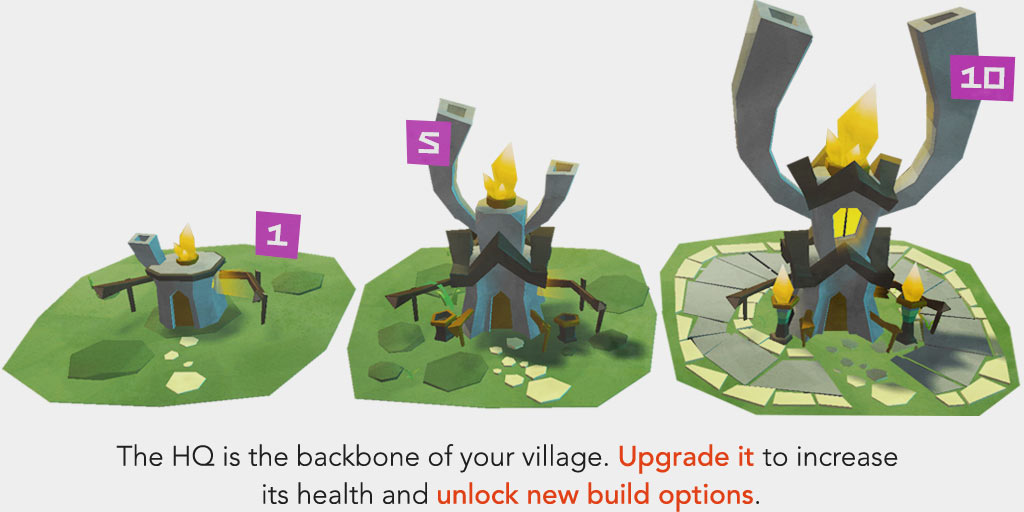 1
5
10
The HQ is the backbone of your village. Upgrade it to increase
its health and unlock new build options.